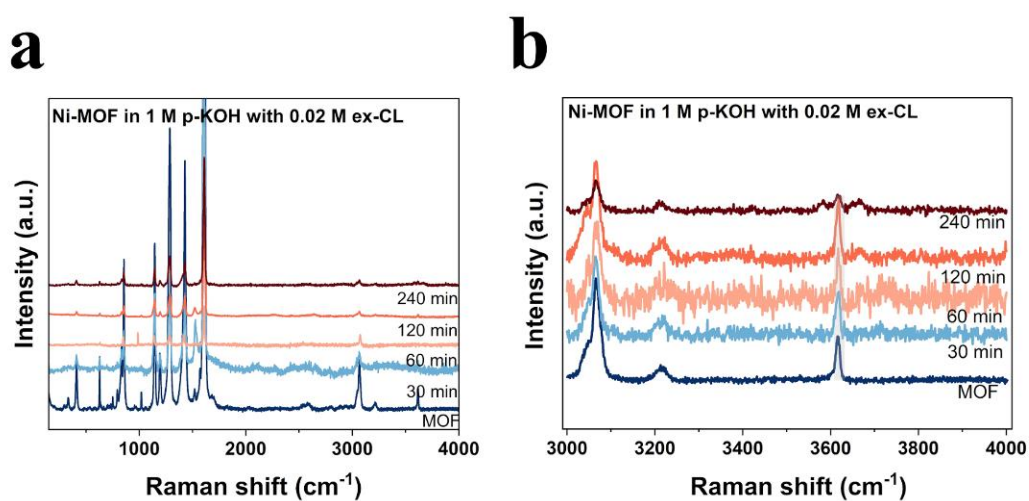 a
Ni-MOF in 1 M p-KOH with 0.02 M ex-CL
Intensity (a.u.)
240 min
120 min
60 min
30 min
MOF
1000 2000 3000 4000
Raman shift (cm⁻¹)
b
Ni-MOF in 1 M p-KOH with 0.02 M ex-CL
Intensity (a.u.)
240 min
120 min
60 min
30 min
MOF
3000 3200 3400 3600 3800 4000
Raman shift (cm⁻¹)